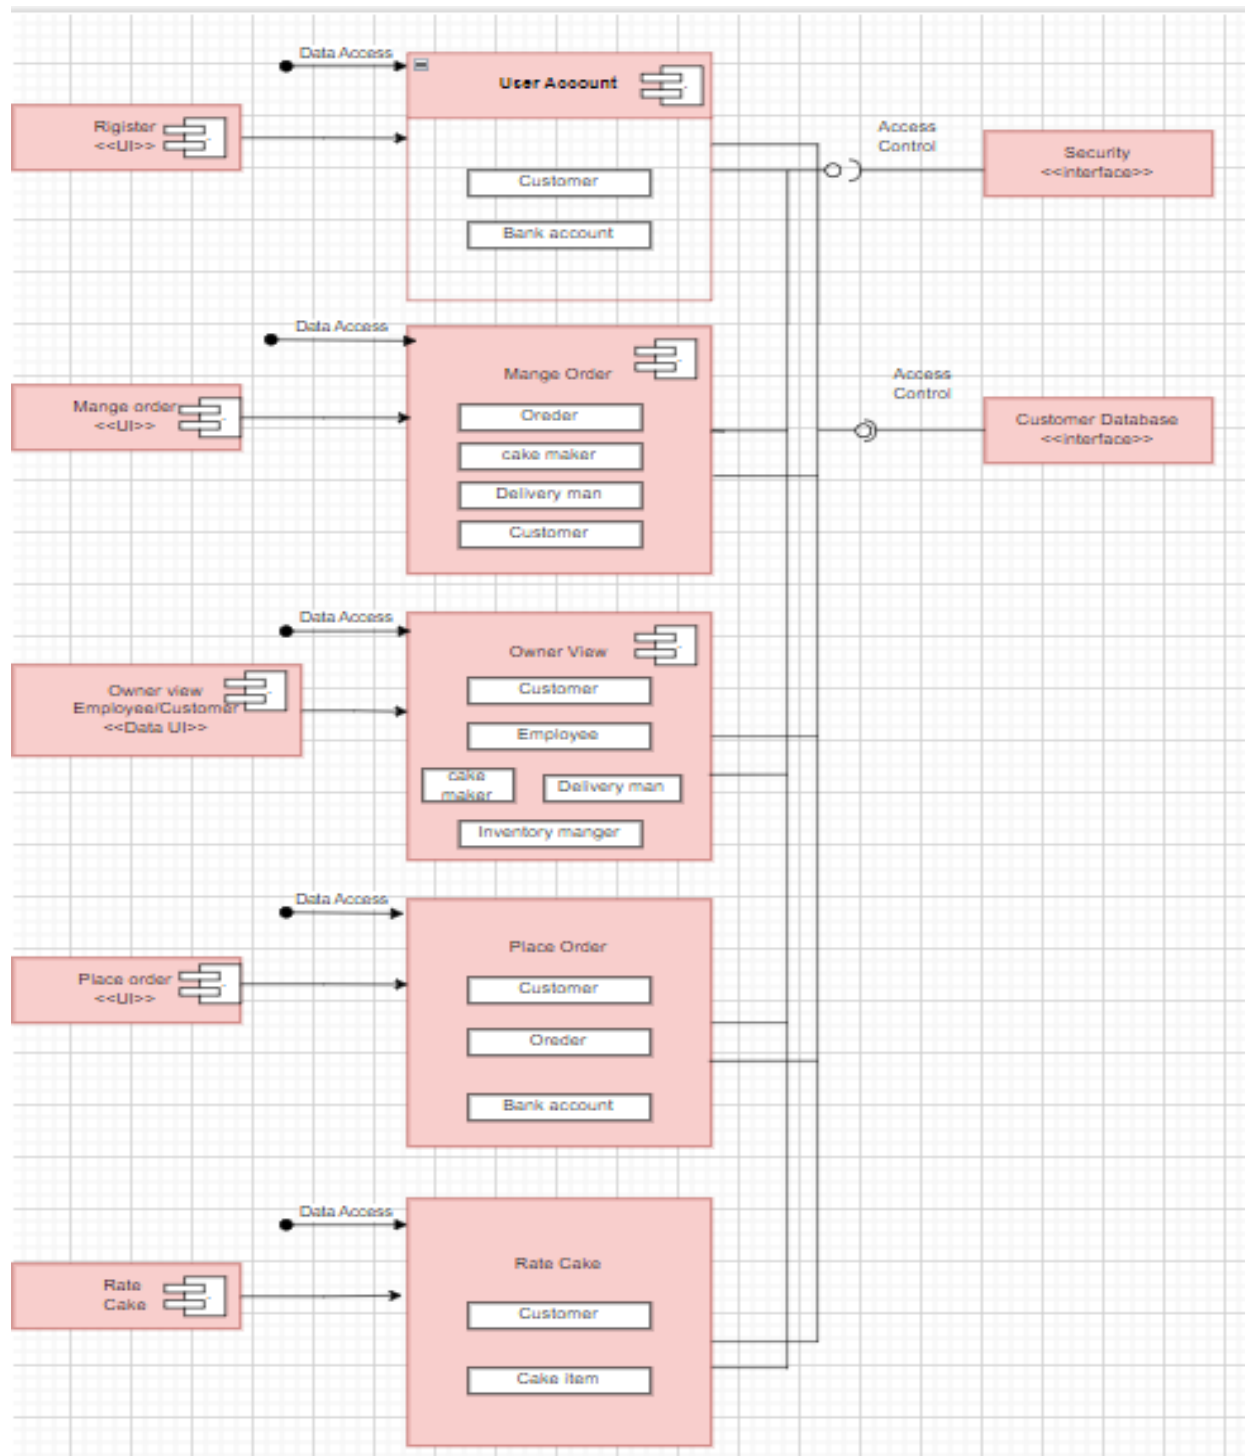 Data Access
User Account
Rigister
<<UI>>
Customer
Bank account
Access
Control
Security
<<interface>>
Data Access
Mange Order
Mange order
<<UI>>
Oreder
cake maker
Delivery man
Customer
Access
Control
Customer Database
<<interface>>
Data Access
Owner View
Owner view
Employee/Customer
<<Data UI>>
Customer
Employee
cake
maker
Delivery man
Inventory manger
Data Access
Place Order
Place order
<<UI>>
Customer
Oreder
Bank account
Data Access
Rate Cake
Rate
Cake
Customer
Cake item